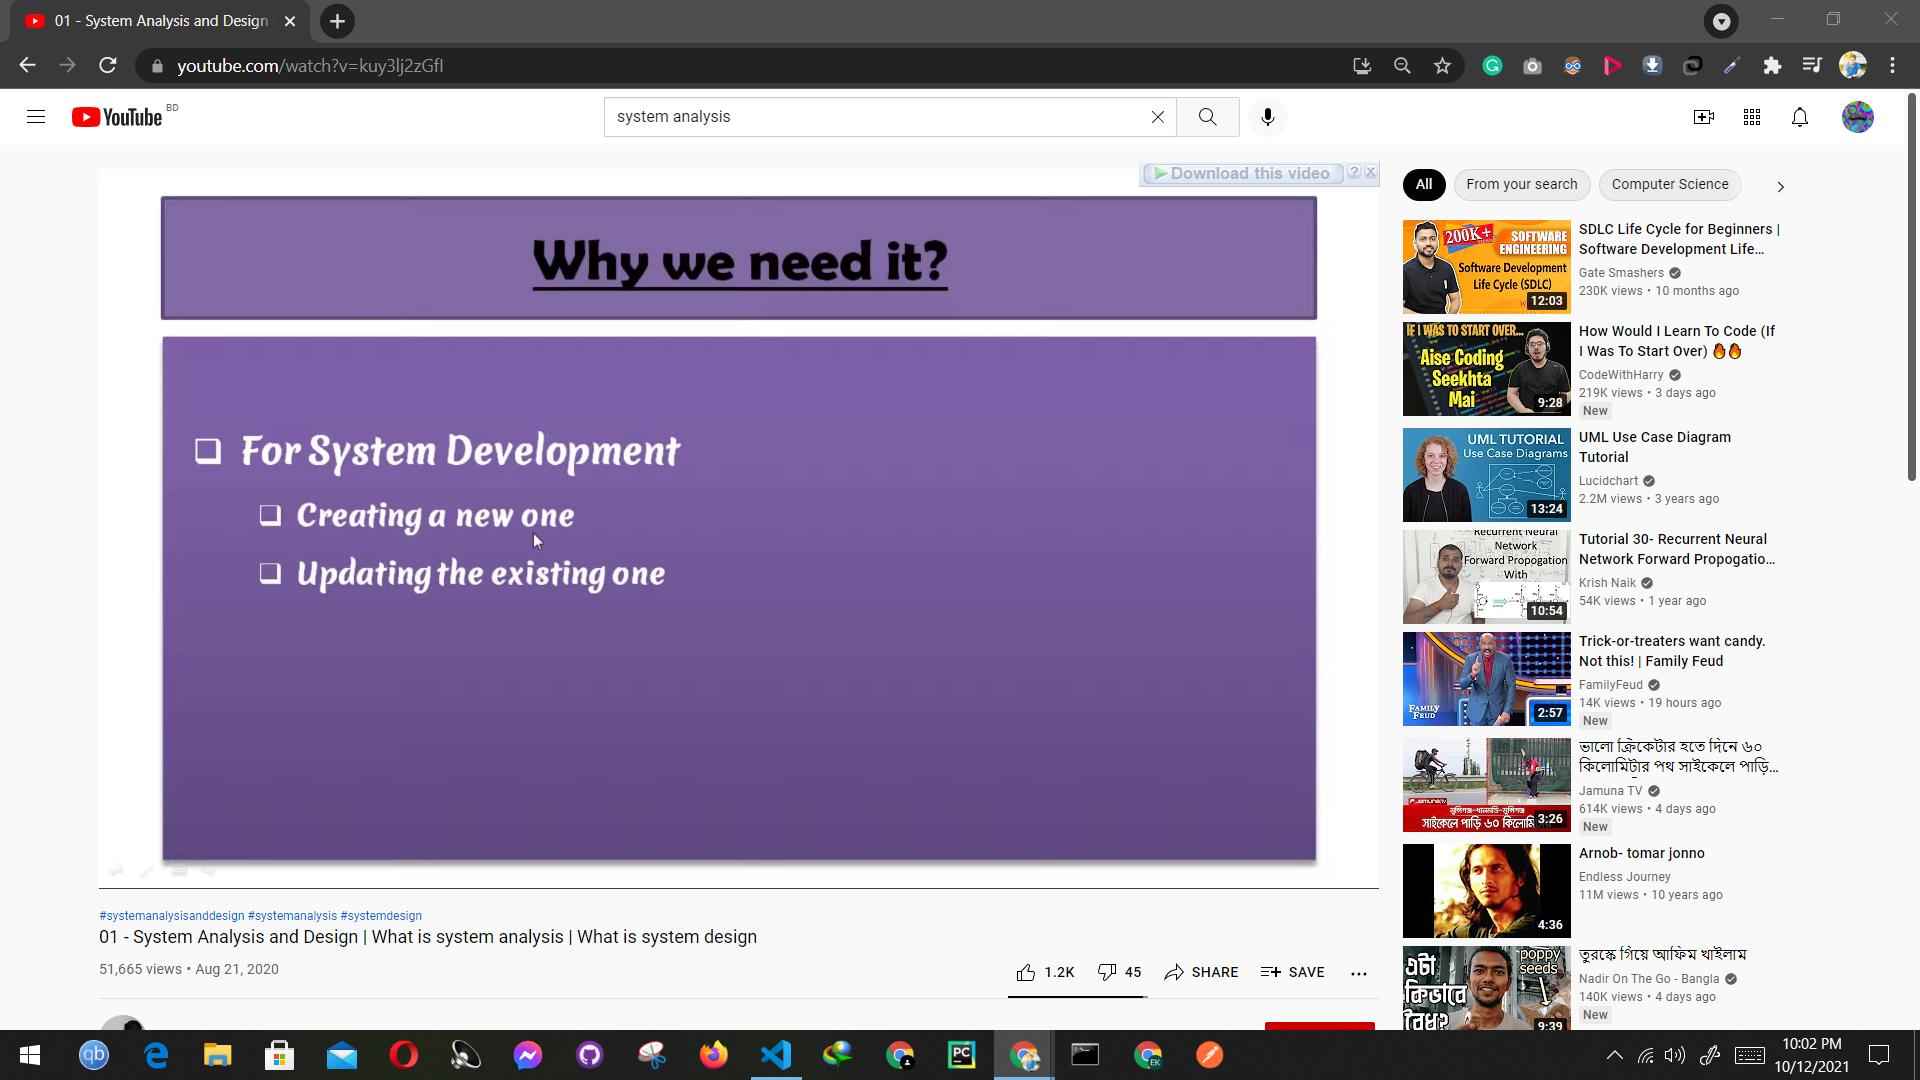 01 - System Analysis and Design
youtube.com/watch?v=kuy3lj2zGfI
YouTube BD
system analysis
Download this video
All
From your search
Computer Science
Why we need it?
For System Development
Creating a new one
Updating the existing one
200K+
SOFTWARE
ENGINEERING
Software Development
Life Cycle (SDLC)
12:03
SDLC Life Cycle for Beginners |
Software Development Life...
Gate Smashers
230K views • 10 months ago
IF I WAS TO START OVER...
Aise Coding
Seekhta
Mai
9:28
How Would I Learn To Code (If
I Was To Start Over) 🔥🔥
CodeWithHarry
219K views • 3 days ago
New
UML TUTORIAL
Use Case Diagrams
13:24
UML Use Case Diagram
Tutorial
Lucidchart
2.2M views • 3 years ago
Recurrent Neural
Network
Forward Propogation
With
10:54
Tutorial 30- Recurrent Neural
Network Forward Propogatio...
Krish Naik
54K views • 1 year ago
FAMILY
FEUD
2:57
Trick-or-treaters want candy.
Not this! | Family Feud
FamilyFeud
14K views • 19 hours ago
New
সাইকেলে পাড়ি ৬০
3:26
ভালো ক্রিকেটার হতে দিনে ৬০
কিলোমিটার পথ সাইকেলে পাড়ি...
Jamuna TV
614K views • 4 days ago
New
4:36
Arnob- tomar jonno
Endless Journey
11M views • 10 years ago
এটা
কিভাবে
বৈধ?
poppy
seeds
9:39
তুরস্কে গিয়ে আফিম খাইলাম
Nadir On The Go - Bangla
140K views • 4 days ago
New
#systemanalysisanddesign #systemanalysis #systemdesign
01 - System Analysis and Design | What is system analysis | What is system design
51,665 views • Aug 21, 2020
1.2K
45
SHARE
SAVE
qb
PC
EK
10:02 PM
10/12/2021